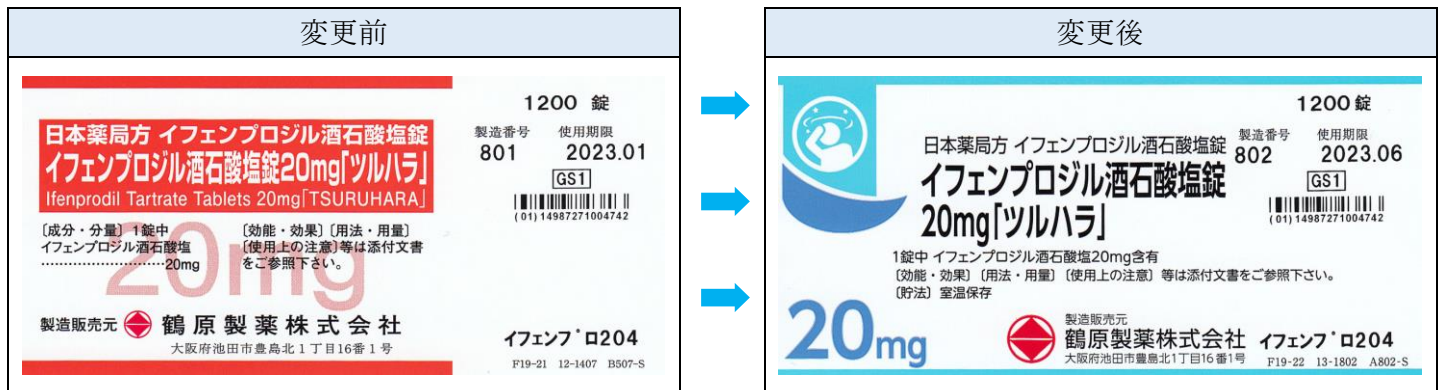 変更前
1200 錠
日本薬局方 イフェンプロジル酒石酸塩錠
イフェンプロジル酒石酸塩錠20mg「ツルハラ」
Ifenprodil Tartrate Tablets 20mg「TSURUHARA」
製造番号 使用期限
801 2023.01
GS1
(01)14987271004742
20mg
〔成分・分量〕1錠中
イフェンプロジル酒石酸塩
…………………………20mg
〔効能・効果〕〔用法・用量〕
〔使用上の注意〕等は添付文書
をご参照下さい。
製造販売元 鶴原製薬株式会社
大阪府池田市豊島北1丁目16番1号
イフェンプロ204
F19-21 12-1407 B507-S
変更後
1200錠
日本薬局方 イフェンプロジル酒石酸塩錠
イフェンプロジル酒石酸塩錠
20mg「ツルハラ」
製造番号 使用期限
802 2023.06
GS1
(01)14987271004742
1錠中 イフェンプロジル酒石酸塩20mg含有
〔効能・効果〕〔用法・用量〕〔使用上の注意〕等は添付文書をご参照下さい。
〔貯法〕室温保存
20mg
製造販売元
鶴原製薬株式会社
大阪府池田市豊島北1丁目16番1号
イフェンプロ204
F19-22 13-1802 A802-S